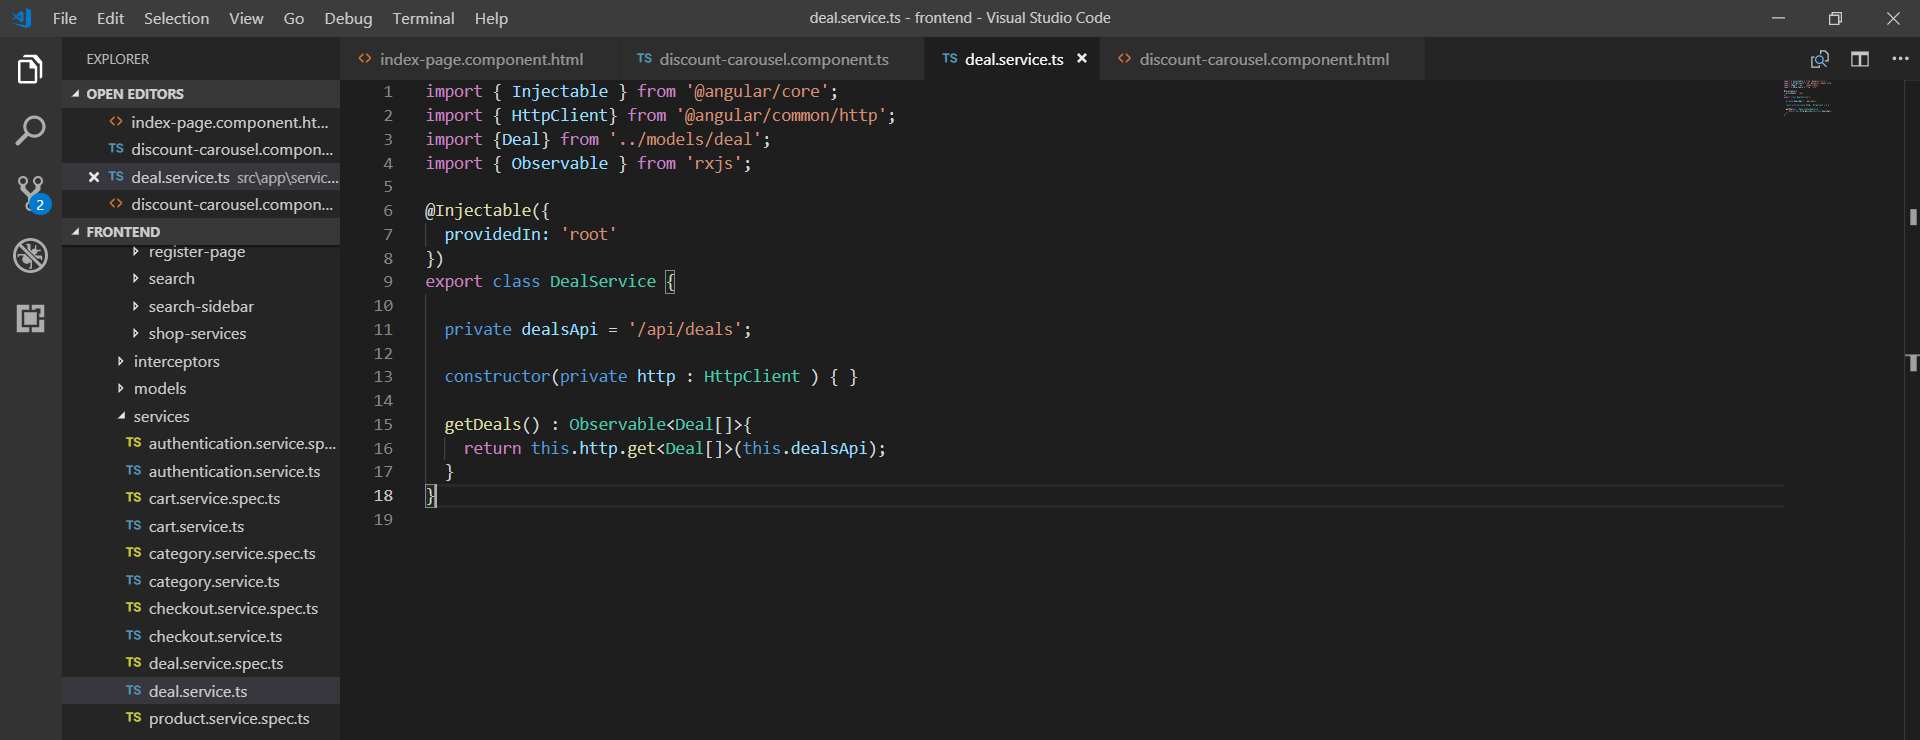 File Edit Selection View Go Debug Terminal Help
deal.service.ts - frontend - Visual Studio Code
EXPLORER
OPEN EDITORS
<> index-page.component.ht...
TS discount-carousel.compon...
TS deal.service.ts src\app\servic...
<> discount-carousel.compon...
FRONTEND
register-page
search
search-sidebar
shop-services
interceptors
models
services
TS authentication.service.sp...
TS authentication.service.ts
TS cart.service.spec.ts
TS cart.service.ts
TS category.service.spec.ts
TS category.service.ts
TS checkout.service.spec.ts
TS checkout.service.ts
TS deal.service.spec.ts
TS deal.service.ts
TS product.service.spec.ts
2
<> index-page.component.html
TS discount-carousel.component.ts
TS deal.service.ts
<> discount-carousel.component.html
1 import { Injectable } from '@angular/core';
2 import { HttpClient} from '@angular/common/http';
3 import {Deal} from '../models/deal';
4 import { Observable } from 'rxjs';
5
6 @Injectable({
7 providedIn: 'root'
8 })
9 export class DealService {
10
11 private dealsApi = '/api/deals';
12
13 constructor(private http : HttpClient ) { }
14
15 getDeals() : Observable<Deal[]>{
16 return this.http.get<Deal[]>(this.dealsApi);
17 }
18 }
19